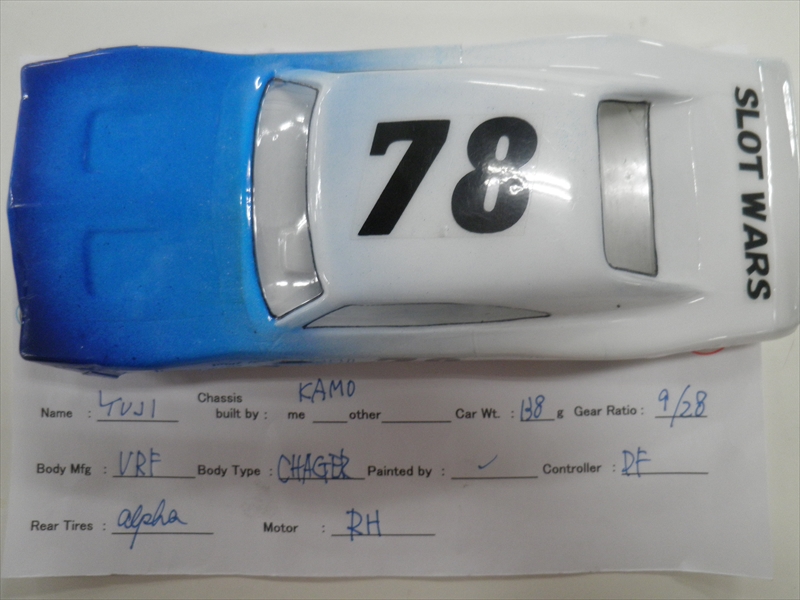 78
SLOT WARS
KAMO
Name : YUJI Chassis built by : me other Car Wt. : 138 g Gear Ratio : 9/28
Body Mfg : VRF Body Type : CHAGER Painted by : ✓ Controller : DF
Rear Tires : alpha Motor : RH